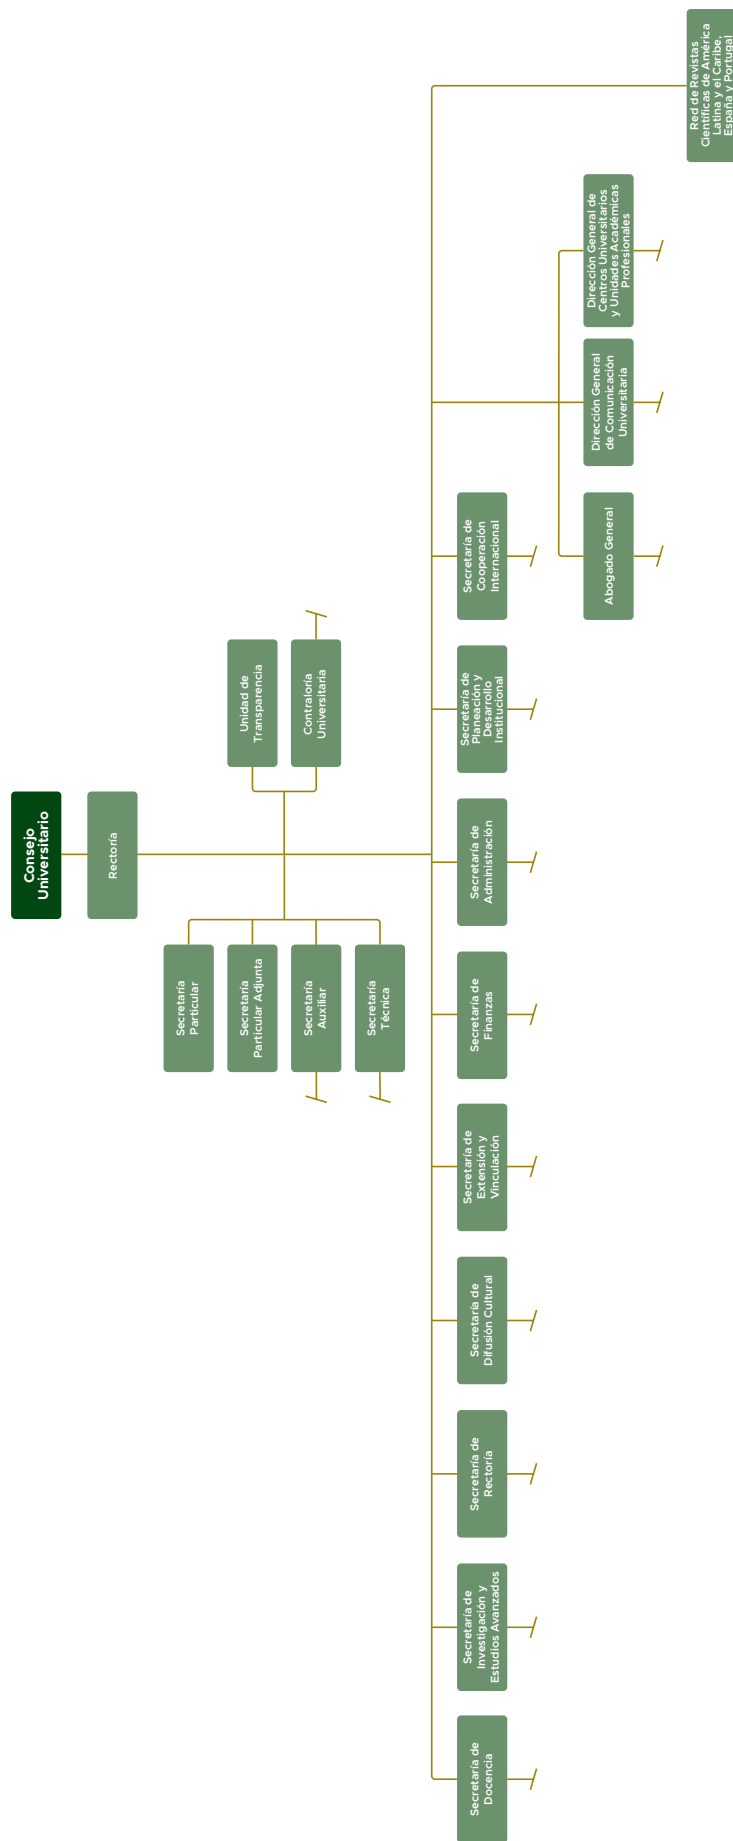 Consejo
Universitario
Rectoría
Secretaría
Particular
Secretaría
Particular Adjunta
Unidad de
Transparencia
Secretaría
Auxiliar
Contraloría
Universitaria
Secretaría
Técnica
Secretaría de
Docencia
Secretaría de
Investigación y
Estudios Avanzados
Secretaría de
Rectoría
Secretaría de
Difusión Cultural
Secretaría de
Extensión y
Vinculación
Secretaría de
Finanzas
Secretaría de
Administración
Secretaría de
Planeación y
Desarrollo
Institucional
Secretaría de
Cooperación
Internacional
Abogado General
Dirección General
de Comunicación
Universitaria
Dirección General de
Centros Universitarios
y Unidades Académicas
Profesionales
Red de Revistas
Científicas de América
Latina y el Caribe,
España y Portugal